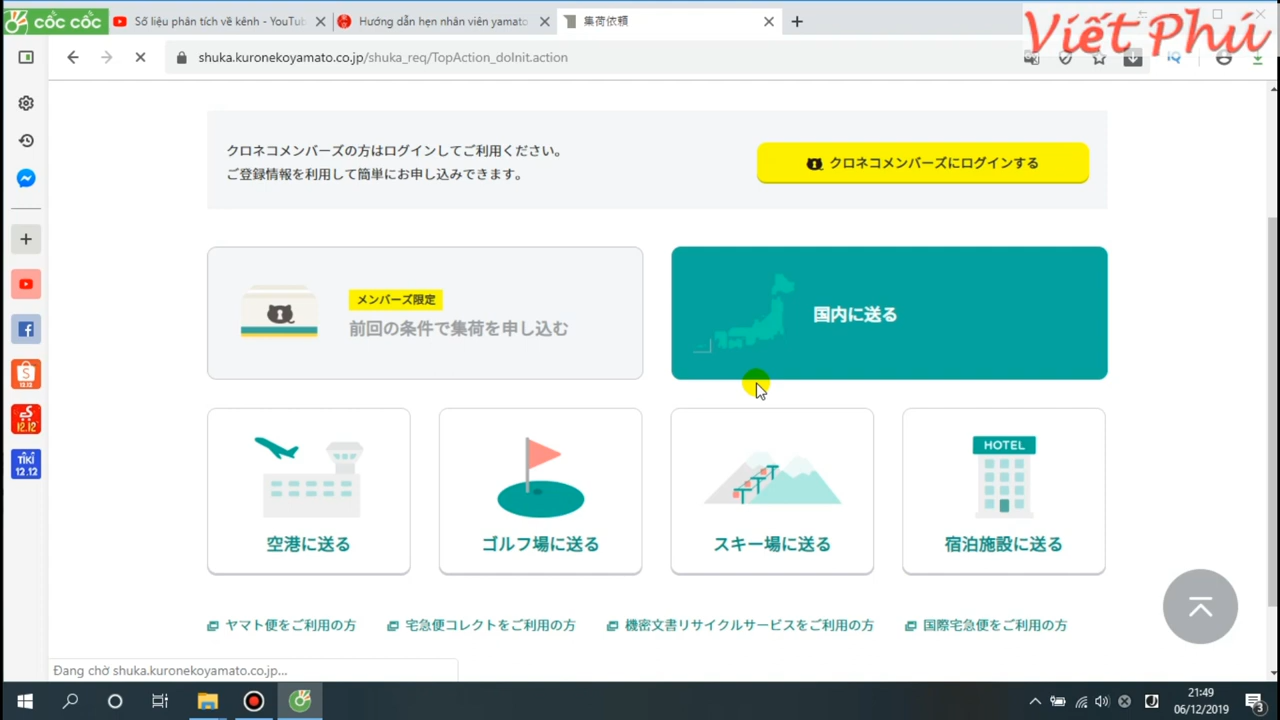 cốc cốc
Số liệu phân tích về kênh - YouTu
Hướng dẫn hẹn nhân viên yamato
集荷依頼
Việt Phú
shuka.kuronekoyamato.co.jp/shuka_req/TopAction_doInit.action
クロネコメンバーズの方はログインしてご利用ください。
ご登録情報を利用して簡単にお申し込みできます。
クロネコメンバーズにログインする
メンバーズ限定
前回の条件で集荷を申し込む
国内に送る
HOTEL
空港に送る
ゴルフ場に送る
スキー場に送る
宿泊施設に送る
ヤマト便をご利用の方
宅急便コレクトをご利用の方
機密文書リサイクルサービスをご利用の方
国際宅急便をご利用の方
12.12
TIKI
12.12
Đang chờ shuka.kuronekoyamato.co.jp...
21:49
06/12/2019
3